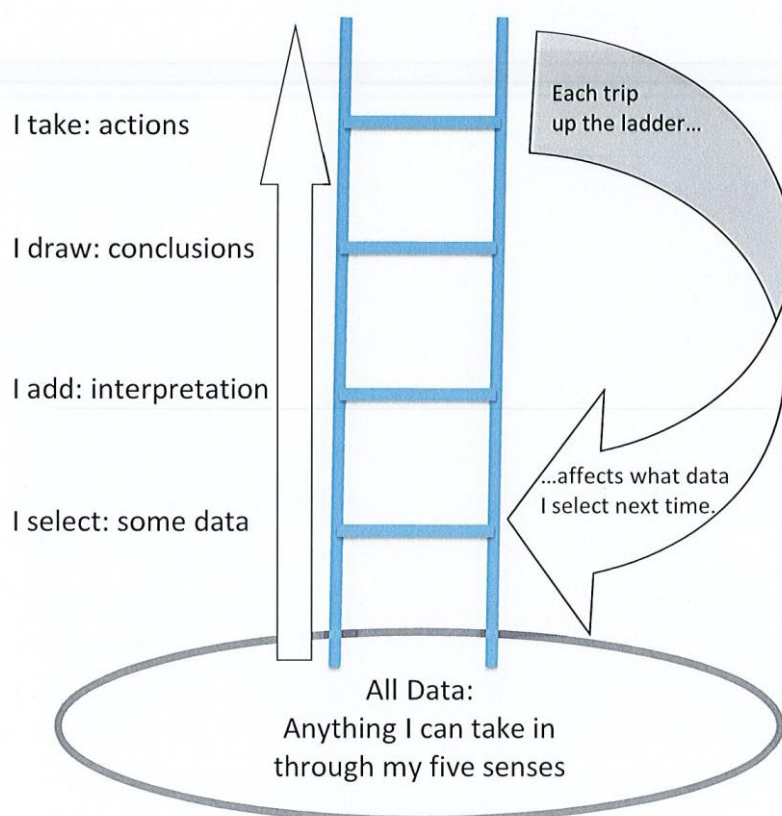 I take: actions
Each trip
up the ladder...
I draw: conclusions
I add: interpretation
...affects what data
I select next time.
I select: some data
All Data:
Anything I can take in
through my five senses